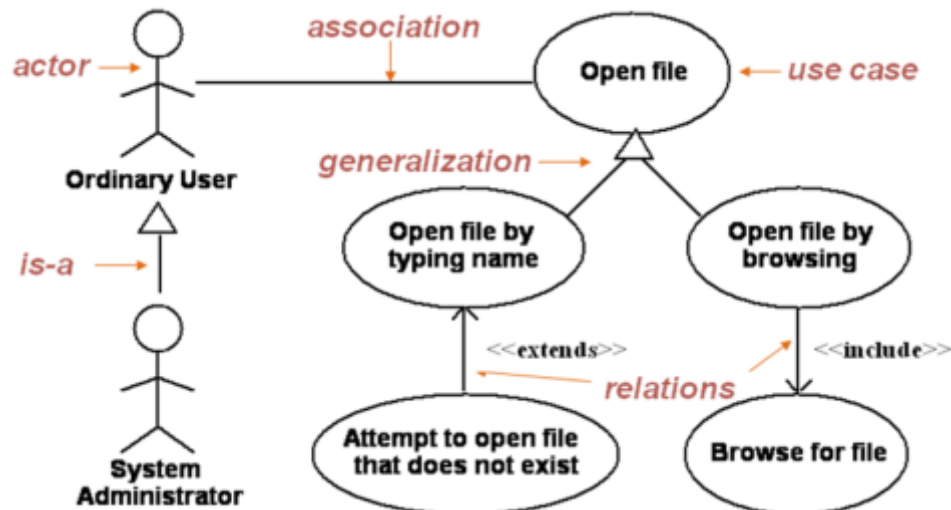 association
actor
Open file
use case
generalization
Ordinary User
Open file by
typing name
Open file by
browsing
is-a
<<extends>>
<<include>>
relations
Attempt to open file
that does not exist
Browse for file
System
Administrator